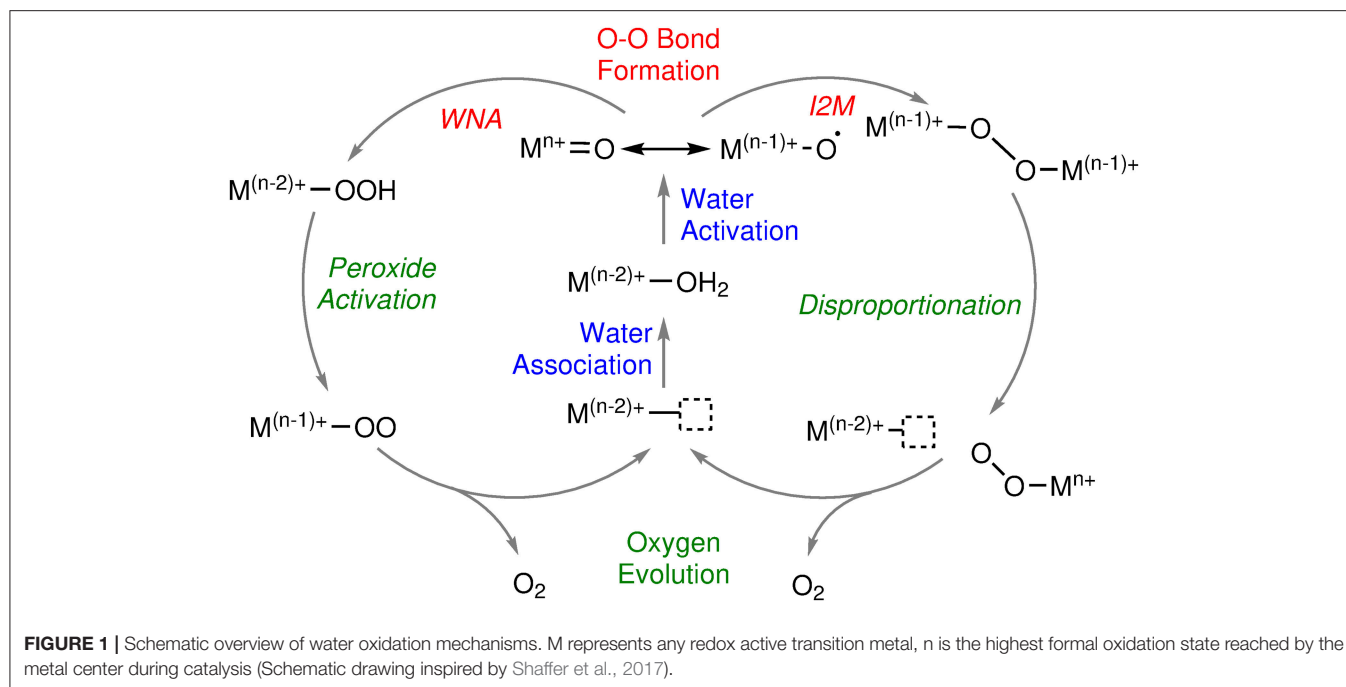 O-O Bond
Formation
WNA
I2M
Mⁿ⁺=O
M⁽ⁿ⁻¹⁾⁺-O•
M⁽ⁿ⁻¹⁾⁺-O
O-M⁽ⁿ⁻¹⁾⁺
M⁽ⁿ⁻²⁾⁺-OOH
Water
Activation
Peroxide
Activation
M⁽ⁿ⁻²⁾⁺-OH₂
Disproportionation
Water
Association
M⁽ⁿ⁻¹⁾⁺-OO
M⁽ⁿ⁻²⁾⁺-
M⁽ⁿ⁻²⁾⁺-
O
O-Mⁿ⁺
Oxygen
Evolution
O₂
O₂
FIGURE 1 | Schematic overview of water oxidation mechanisms. M represents any redox active transition metal, n is the highest formal oxidation state reached by the
metal center during catalysis (Schematic drawing inspired by Shaffer et al., 2017).